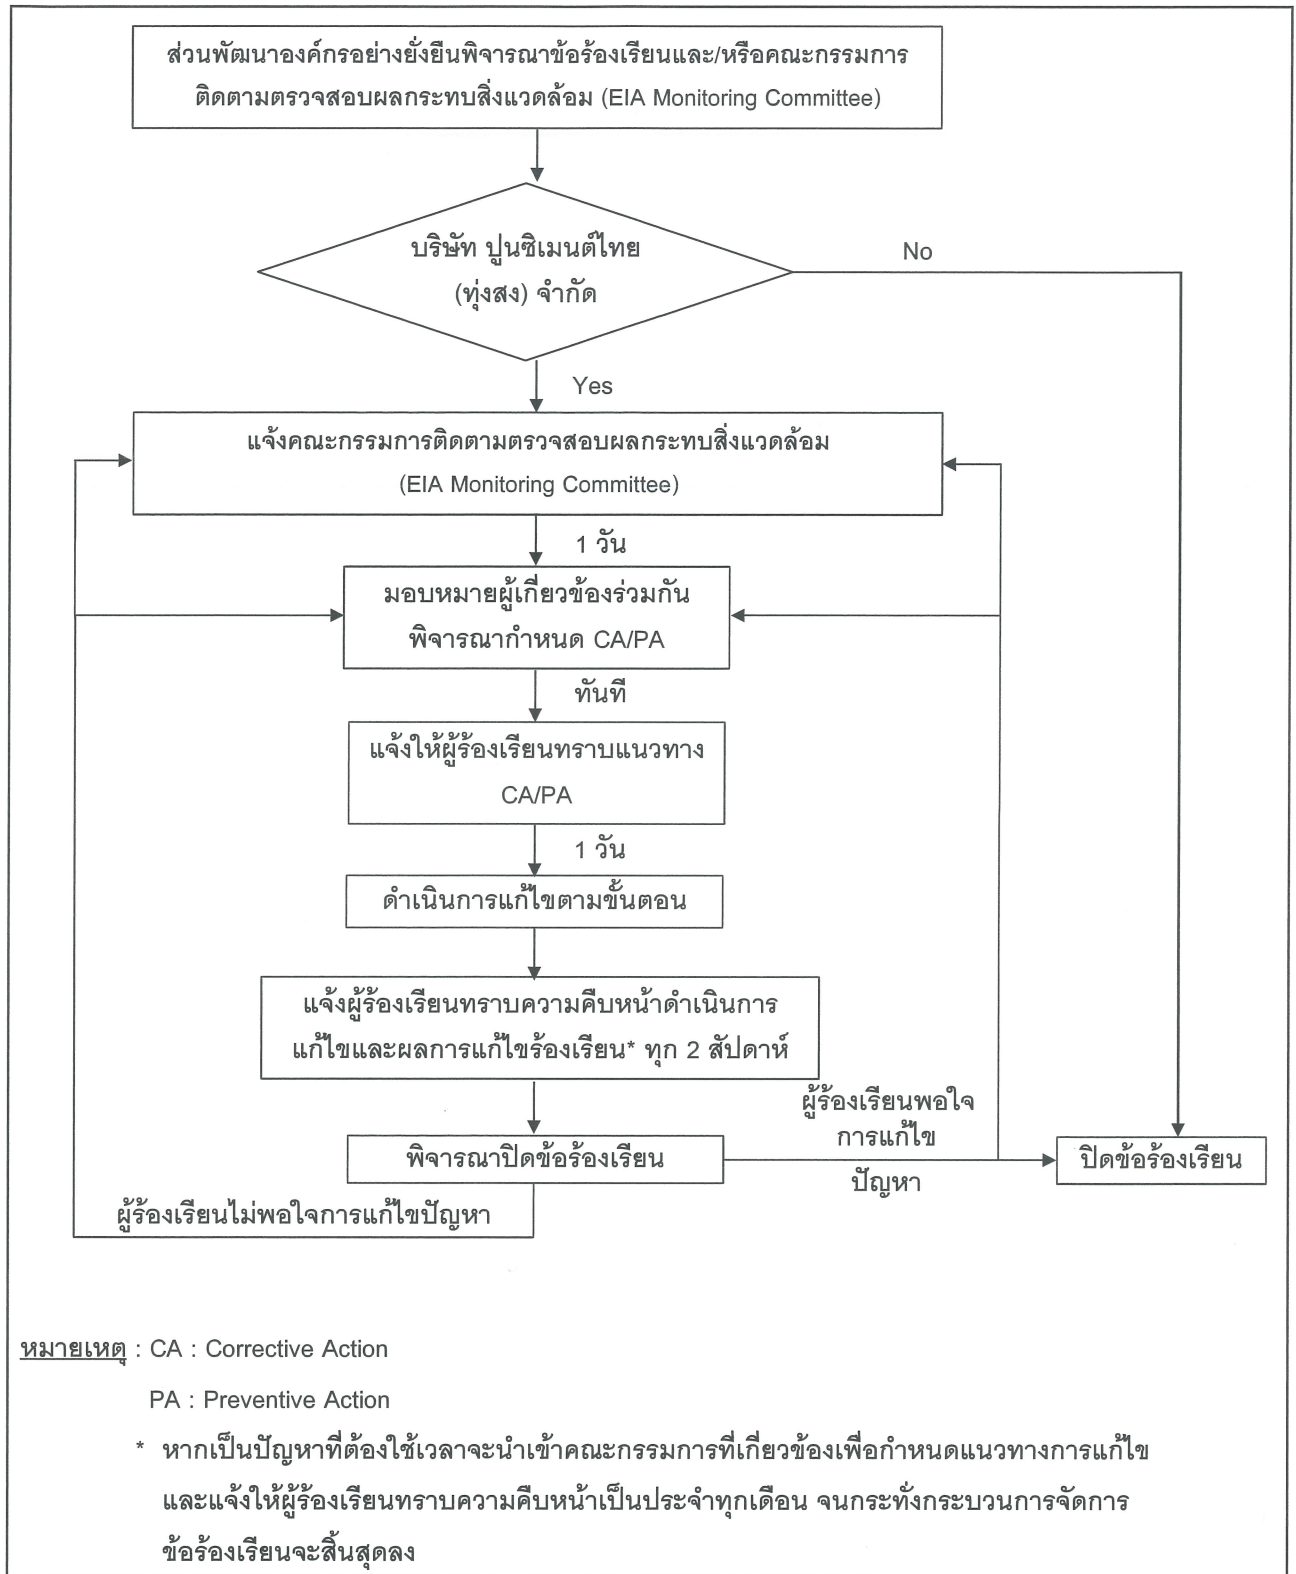 ส่วนพัฒนาองค์กรอย่างยั่งยืนพิจารณาข้อร้องเรียนและ/หรือคณะกรรมการ
ติดตามตรวจสอบผลกระทบสิ่งแวดล้อม (EIA Monitoring Committee)
บริษัท ปูนซิเมนต์ไทย
(ทุ่งสง) จำกัด
No
Yes
แจ้งคณะกรรมการติดตามตรวจสอบผลกระทบสิ่งแวดล้อม
(EIA Monitoring Committee)
1 วัน
มอบหมายผู้เกี่ยวข้องร่วมกัน
พิจารณากำหนด CA/PA
ทันที
แจ้งให้ผู้ร้องเรียนทราบแนวทาง
CA/PA
1 วัน
ดำเนินการแก้ไขตามขั้นตอน
แจ้งผู้ร้องเรียนทราบความคืบหน้าดำเนินการ
แก้ไขและผลการแก้ไขร้องเรียน* ทุก 2 สัปดาห์
ผู้ร้องเรียนพอใจ
การแก้ไข
ปัญหา
พิจารณาปิดข้อร้องเรียน
ปิดข้อร้องเรียน
ผู้ร้องเรียนไม่พอใจการแก้ไขปัญหา
หมายเหตุ : CA : Corrective Action
PA : Preventive Action
* หากเป็นปัญหาที่ต้องใช้เวลาจะนำเข้าคณะกรรมการที่เกี่ยวข้องเพื่อกำหนดแนวทางการแก้ไข
และแจ้งให้ผู้ร้องเรียนทราบความคืบหน้าเป็นประจำทุกเดือน จนกระทั่งกระบวนการจัดการ
ข้อร้องเรียนจะสิ้นสุดลง